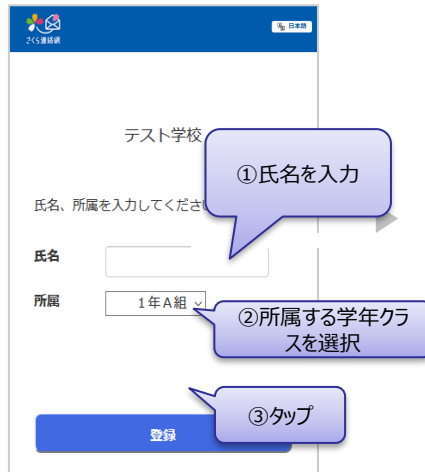 さくら連絡網
日本語
テスト学校
①氏名を入力
氏名、所属を入力してください
氏名
所属
1年A組
②所属する学年クラ
スを選択
③タップ
登録